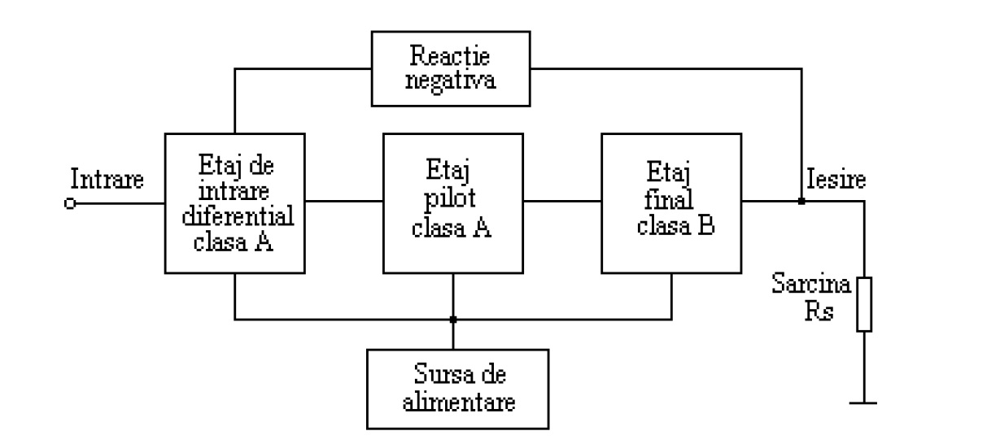 Reactie
negativa
Intrare
Etaj de
intrare
diferential
clasa A
Etaj
pilot
clasa A
Etaj
final
clasa B
Iesire
Sarcina
Rs
Sursa de
alimentare